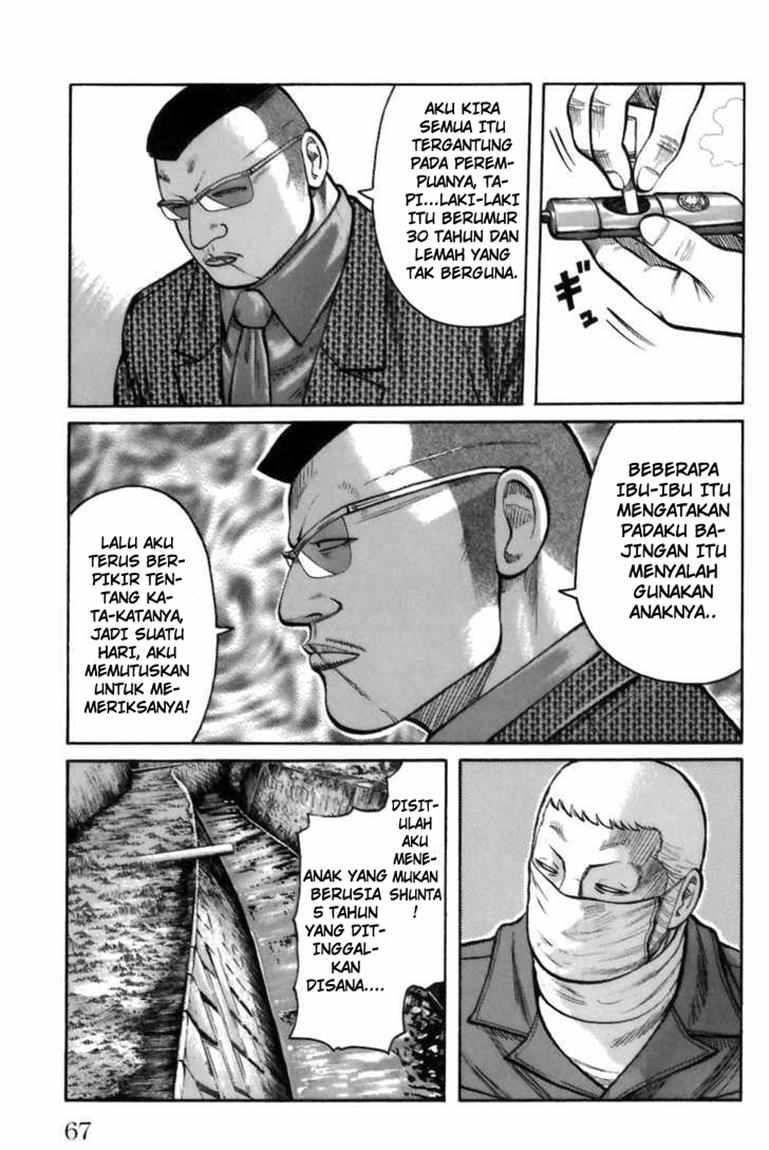 ギュ
AKU KIRA
SEMUA ITU
TERGANTUNG
PADA PEREM-
PUANYA, TA-
PI...LAKI-LAKI
ITU BERUMUR
30 TAHUN DAN
LEMAH YANG
TAK BERGUNA.
BEBERAPA
IBU-IBU ITU
MENGATAKAN
PADAKU BA-
JINGAN ITU
MENYALAH
GUNAKAN
ANAKNYA..
LALU AKU
TERUS BER-
PIKIR TEN-
TANG KA-
TA-KATANYA,
JADI SUATU
HARI, AKU
MEMUTUSKAN
UNTUK ME-
MERIKSANYA!
DISIT-
ULAH
AKU
MENE-
MUKAN
SHUNTA
!
ANAK YANG
BERUSIA
5 TAHUN
YANG DIT-
INGGAL-
KAN
DISANA....
67